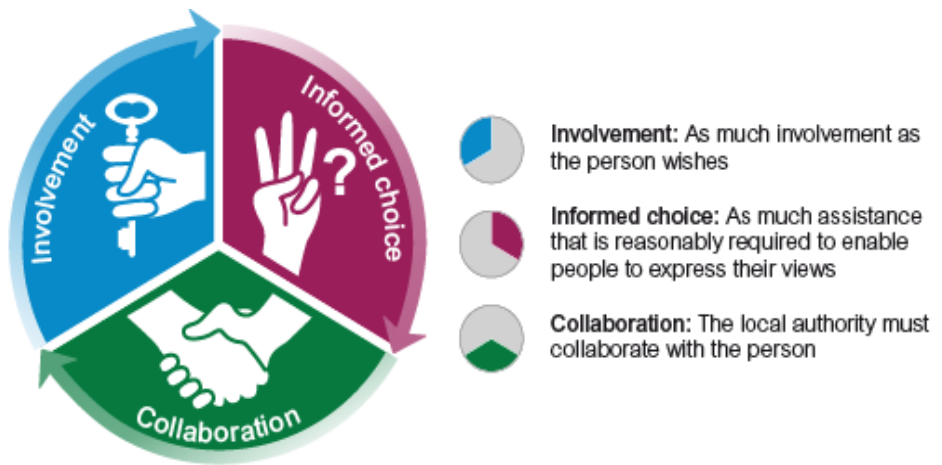 Involvement
Informed choice
?
Collaboration
Involvement: As much involvement as
the person wishes
Informed choice: As much assistance
that is reasonably required to enable
people to express their views
Collaboration: The local authority must
collaborate with the person